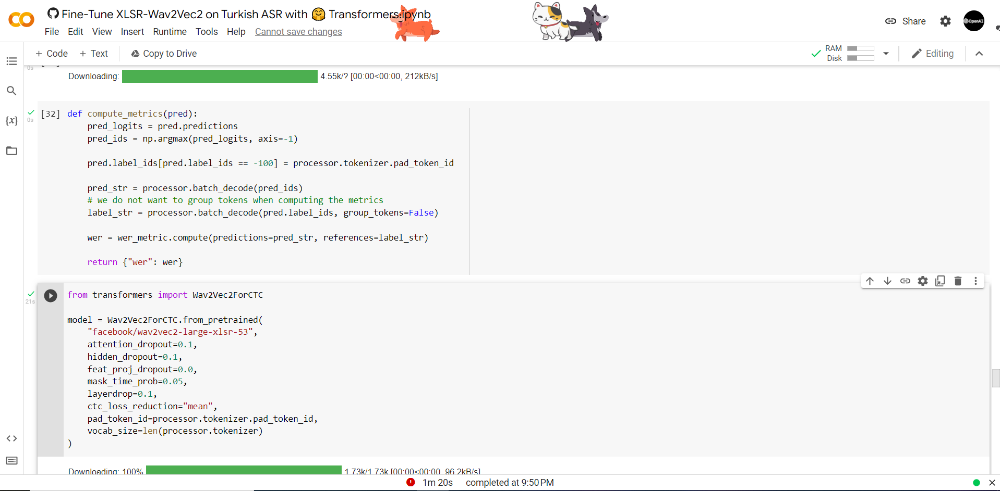 Fine-Tune XLSR-Wav2Vec2 on Turkish ASR with 🤗 Transformers.ipynb
File Edit View Insert Runtime Tools Help Cannot save changes
Share
OpenAI
+ Code + Text Copy to Drive
RAM
Disk
Editing
0s
Downloading: 4.55k/? [00:00<00:00, 212kB/s]
0s
[32] def compute_metrics(pred):
    pred_logits = pred.predictions
    pred_ids = np.argmax(pred_logits, axis=-1)
    pred.label_ids[pred.label_ids == -100] = processor.tokenizer.pad_token_id
    pred_str = processor.batch_decode(pred_ids)
    # we do not want to group tokens when computing the metrics
    label_str = processor.batch_decode(pred.label_ids, group_tokens=False)
    wer = wer_metric.compute(predictions=pred_str, references=label_str)
    return {"wer": wer}
21s
from transformers import Wav2Vec2ForCTC
model = Wav2Vec2ForCTC.from_pretrained(
    "facebook/wav2vec2-large-xlsr-53",
    attention_dropout=0.1,
    hidden_dropout=0.1,
    feat_proj_dropout=0.0,
    mask_time_prob=0.05,
    layerdrop=0.1,
    ctc_loss_reduction="mean",
    pad_token_id=processor.tokenizer.pad_token_id,
    vocab_size=len(processor.tokenizer)
)
Downloading: 100% 1.73k/1.73k [00:00<00:00, 96.2kB/s]
1m 20s completed at 9:50 PM